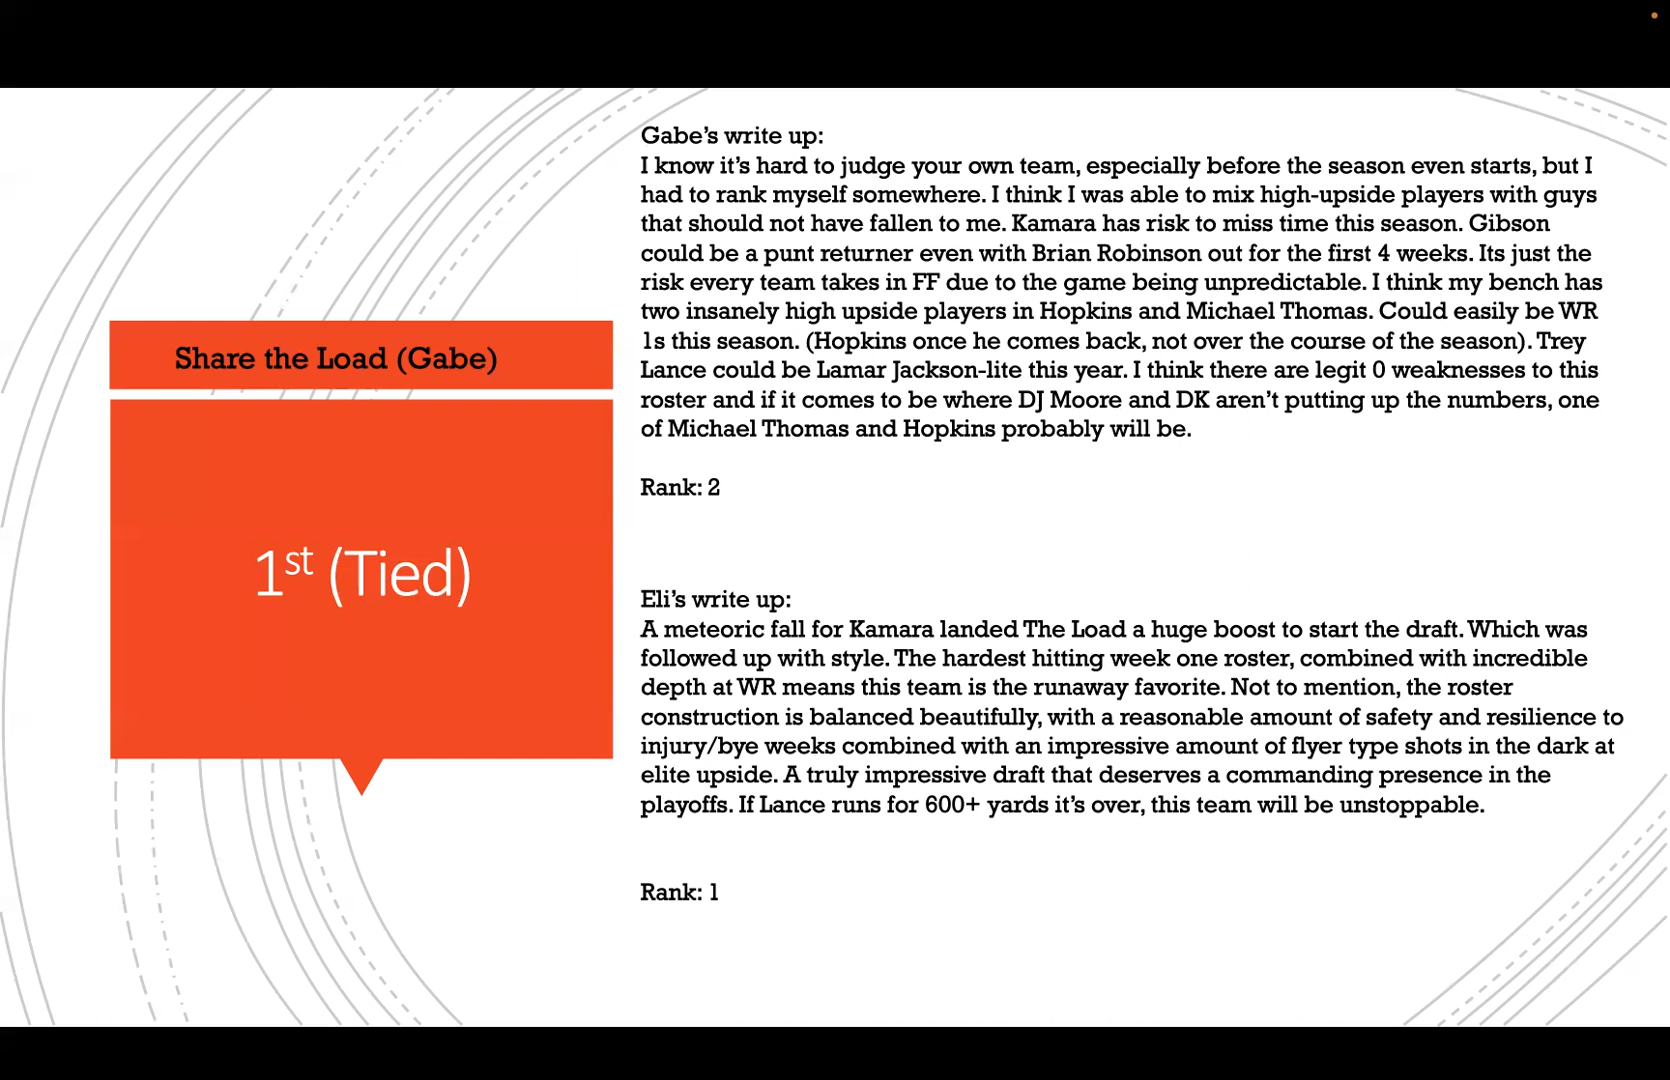 Share the Load (Gabe)
1st (Tied)
Gabe’s write up:
I know it’s hard to judge your own team, especially before the season even starts, but I
had to rank myself somewhere. I think I was able to mix high-upside players with guys
that should not have fallen to me. Kamara has risk to miss time this season. Gibson
could be a punt returner even with Brian Robinson out for the first 4 weeks. Its just the
risk every team takes in FF due to the game being unpredictable. I think my bench has
two insanely high upside players in Hopkins and Michael Thomas. Could easily be WR
1s this season. (Hopkins once he comes back, not over the course of the season). Trey
Lance could be Lamar Jackson-lite this year. I think there are legit 0 weaknesses to this
roster and if it comes to be where DJ Moore and DK aren’t putting up the numbers, one
of Michael Thomas and Hopkins probably will be.
Rank: 2
Eli’s write up:
A meteoric fall for Kamara landed The Load a huge boost to start the draft. Which was
followed up with style. The hardest hitting week one roster, combined with incredible
depth at WR means this team is the runaway favorite. Not to mention, the roster
construction is balanced beautifully, with a reasonable amount of safety and resilience to
injury/bye weeks combined with an impressive amount of flyer type shots in the dark at
elite upside. A truly impressive draft that deserves a commanding presence in the
playoffs. If Lance runs for 600+ yards it’s over, this team will be unstoppable.
Rank: 1